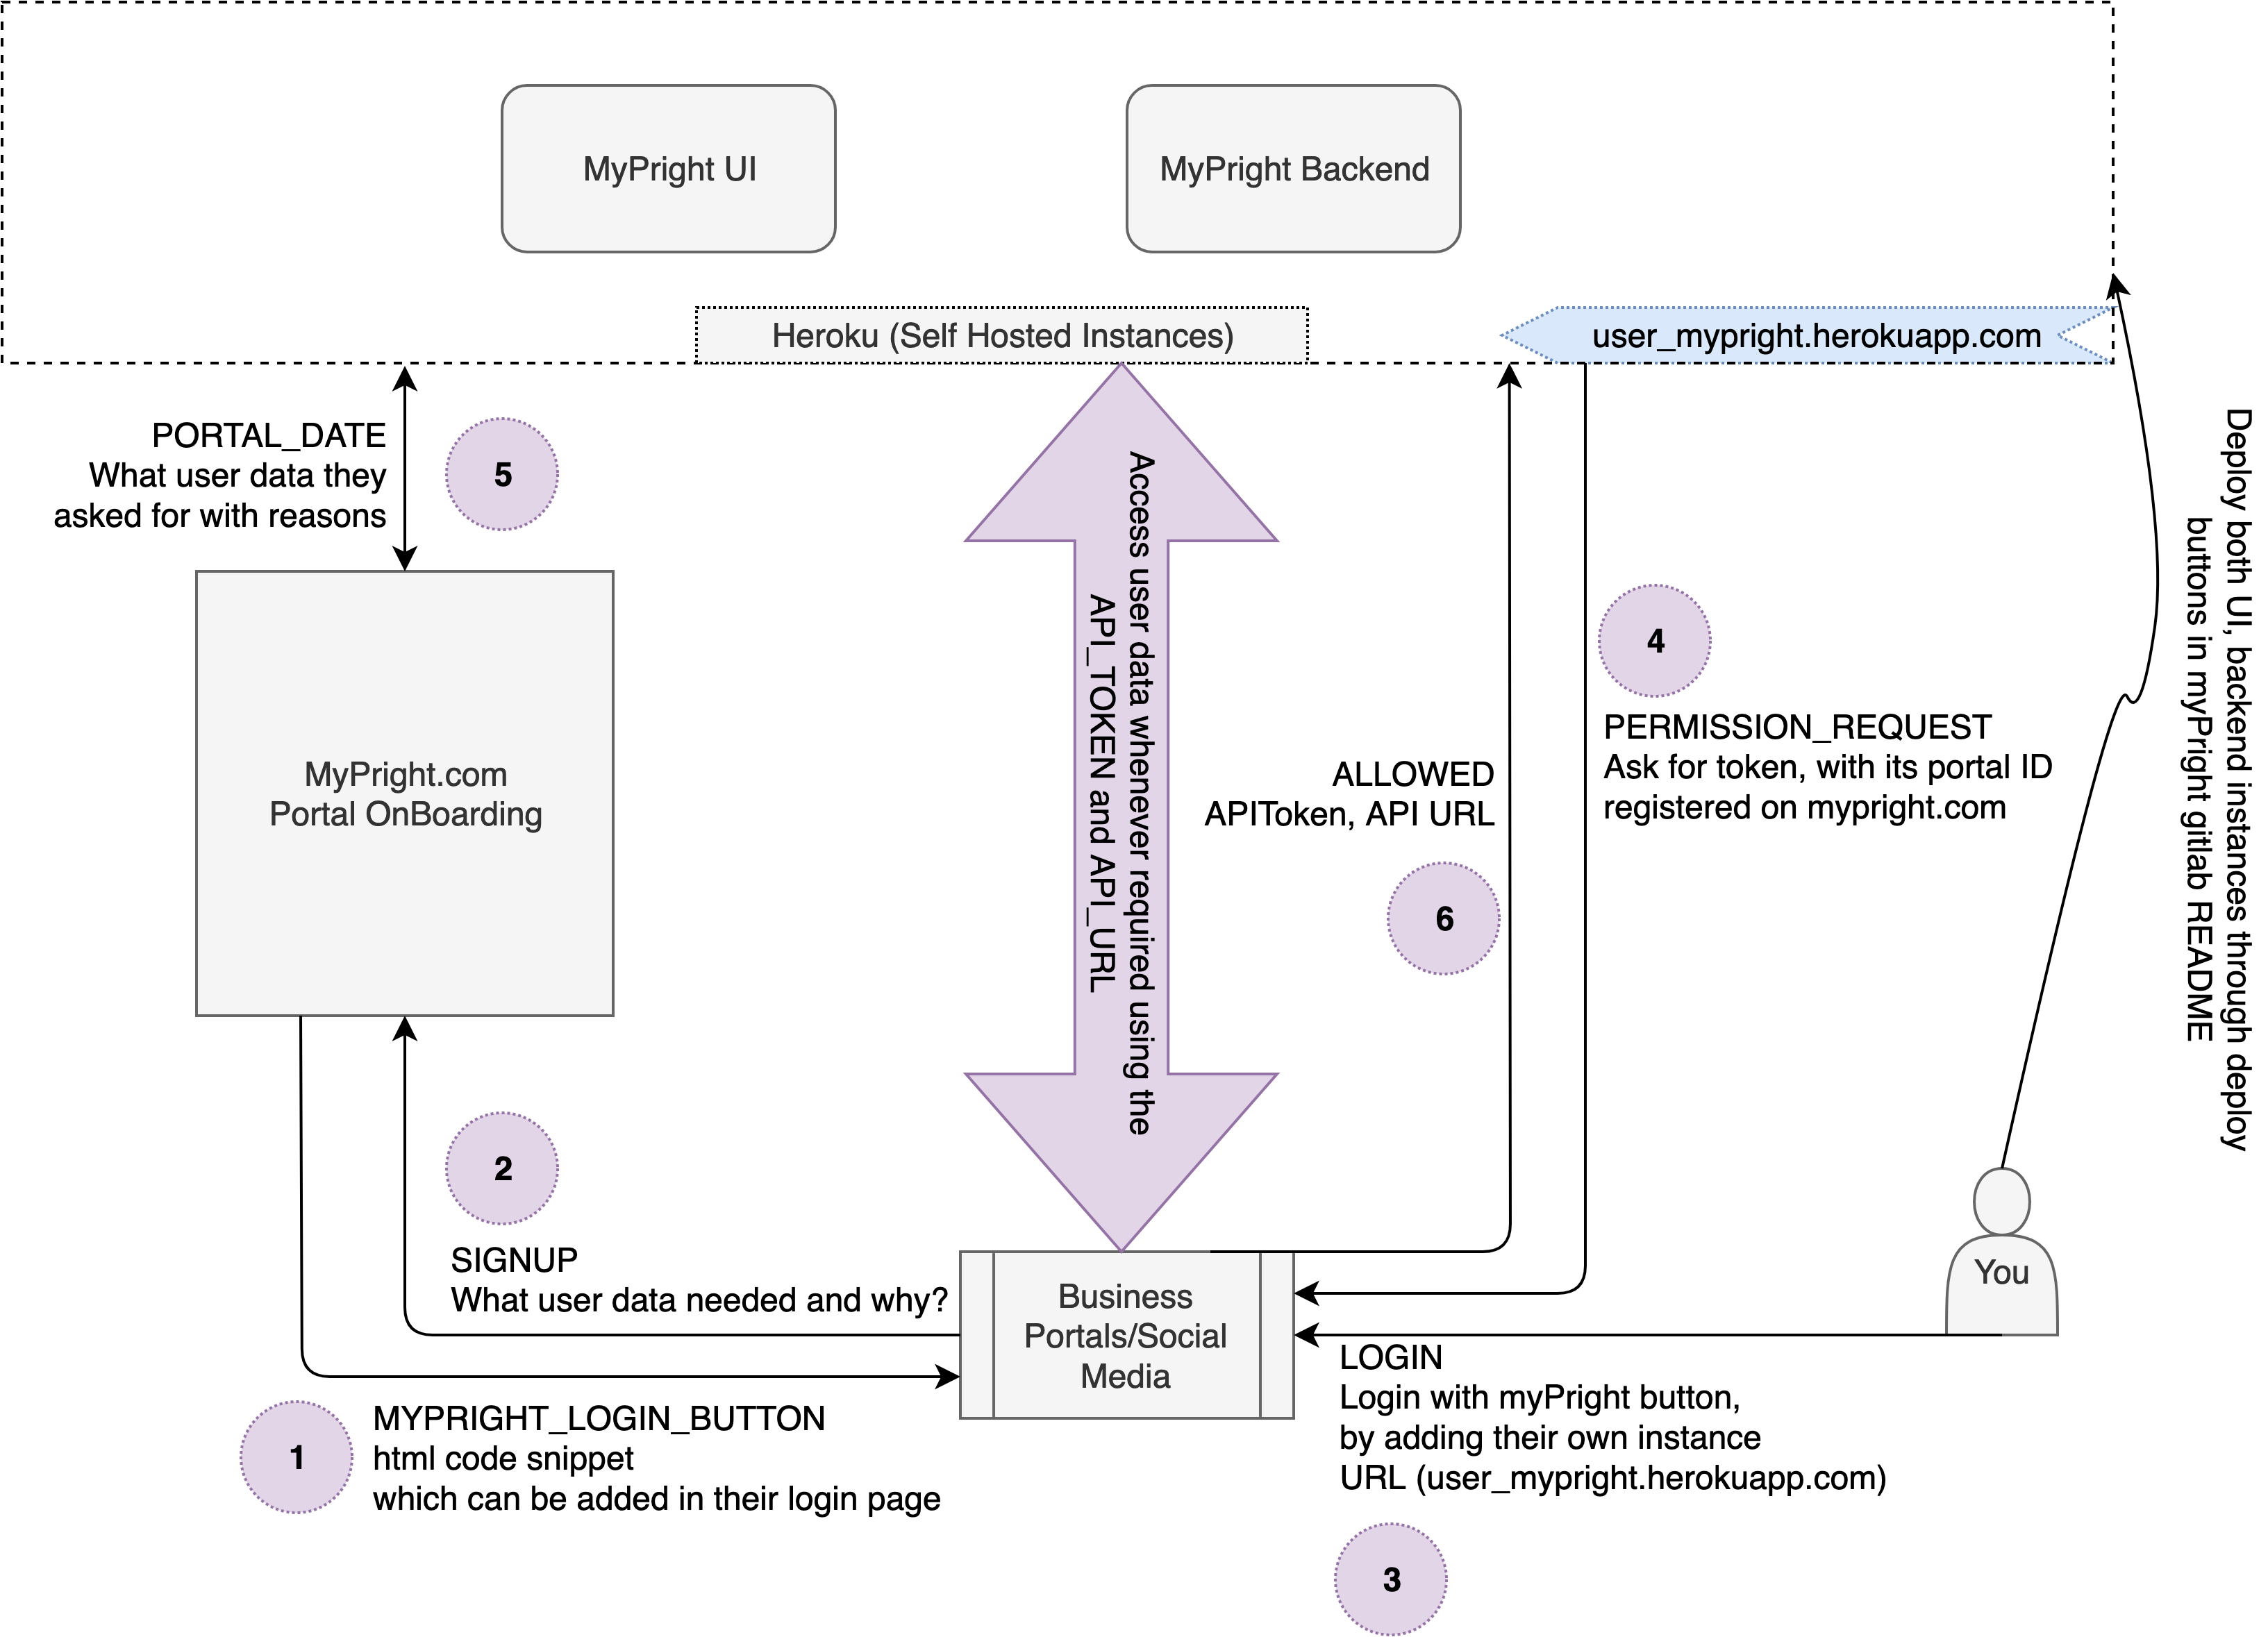 MyPright UI
MyPright Backend
Heroku (Self Hosted Instances)
user_mypright.herokuapp.com
PORTAL_DATE
What user data they
asked for with reasons
5
Access user data whenever required using the
API_TOKEN and API_URL
Deploy both UI, backend instances through deploy
buttons in myPright gitlab README
4
PERMISSION_REQUEST
Ask for token, with its portal ID
registered on mypright.com
MyPright.com
Portal OnBoarding
ALLOWED
APIToken, API URL
6
2
SIGNUP
What user data needed and why?
Business
Portals/Social
Media
You
LOGIN
Login with myPright button,
by adding their own instance
URL (user_mypright.herokuapp.com)
1
MYPRIGHT_LOGIN_BUTTON
html code snippet
which can be added in their login page
3